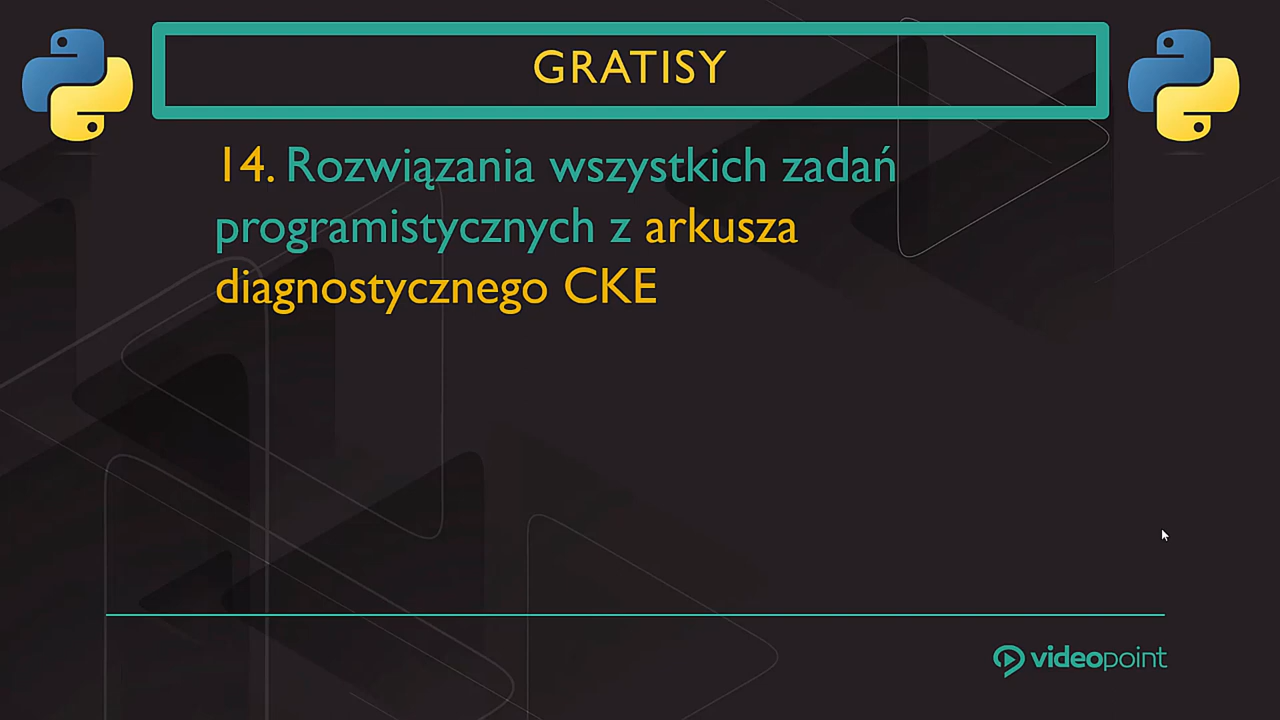 GRATISY
14. Rozwiązania wszystkich zadań
programistycznych z arkusza
diagnostycznego CKE
videopoint